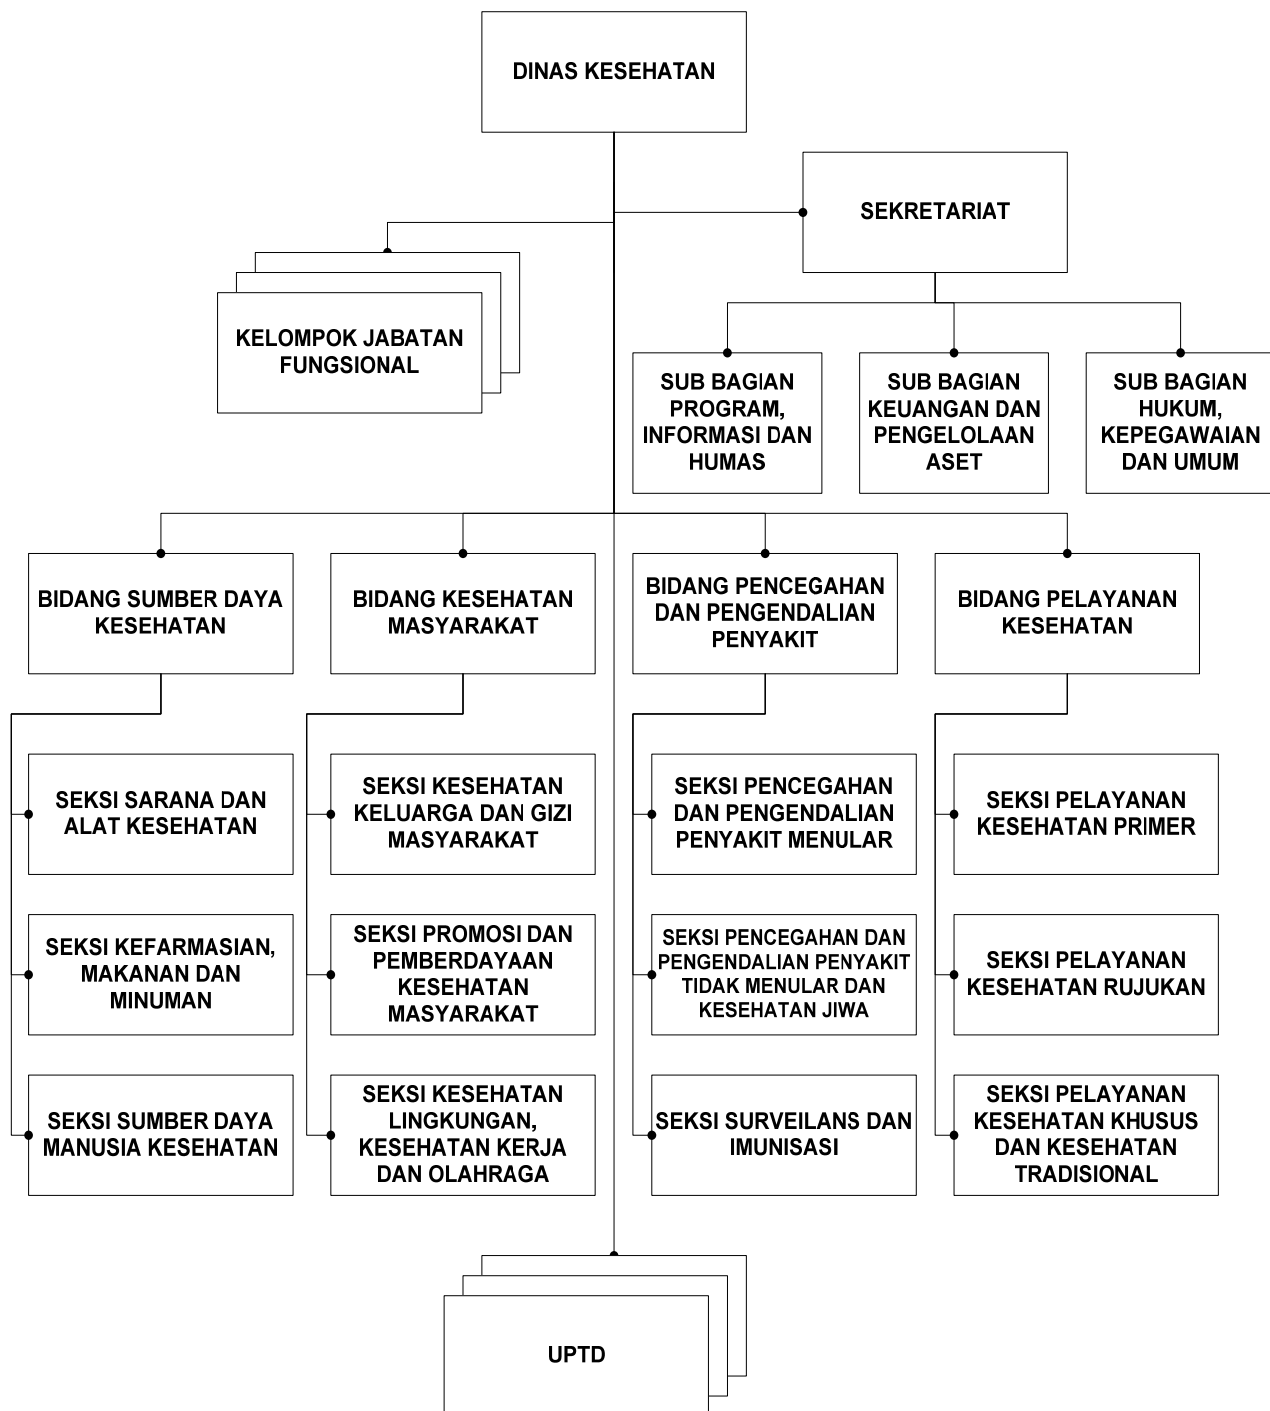 DINAS KESEHATAN
SEKRETARIAT
KELOMPOK JABATAN
FUNGSIONAL
SUB BAGIAN
PROGRAM,
INFORMASI DAN
HUMAS
SUB BAGIAN
KEUANGAN DAN
PENGELOLAAN
ASET
SUB BAGIAN
HUKUM,
KEPEGAWAIAN
DAN UMUM
BIDANG SUMBER DAYA
KESEHATAN
BIDANG KESEHATAN
MASYARAKAT
BIDANG PENCEGAHAN
DAN PENGENDALIAN
PENYAKIT
BIDANG PELAYANAN
KESEHATAN
SEKSI SARANA DAN
ALAT KESEHATAN
SEKSI KESEHATAN
KELUARGA DAN GIZI
MASYARAKAT
SEKSI PENCEGAHAN
DAN PENGENDALIAN
PENYAKIT MENULAR
SEKSI PELAYANAN
KESEHATAN PRIMER
SEKSI KEFARMASIAN,
MAKANAN DAN
MINUMAN
SEKSI PROMOSI DAN
PEMBERDAYAAN
KESEHATAN
MASYARAKAT
SEKSI PENCEGAHAN DAN
PENGENDALIAN PENYAKIT
TIDAK MENULAR DAN
KESEHATAN JIWA
SEKSI PELAYANAN
KESEHATAN RUJUKAN
SEKSI SUMBER DAYA
MANUSIA KESEHATAN
SEKSI KESEHATAN
LINGKUNGAN,
KESEHATAN KERJA
DAN OLAHRAGA
SEKSI SURVEILANS DAN
IMUNISASI
SEKSI PELAYANAN
KESEHATAN KHUSUS
DAN KESEHATAN
TRADISIONAL
UPTD